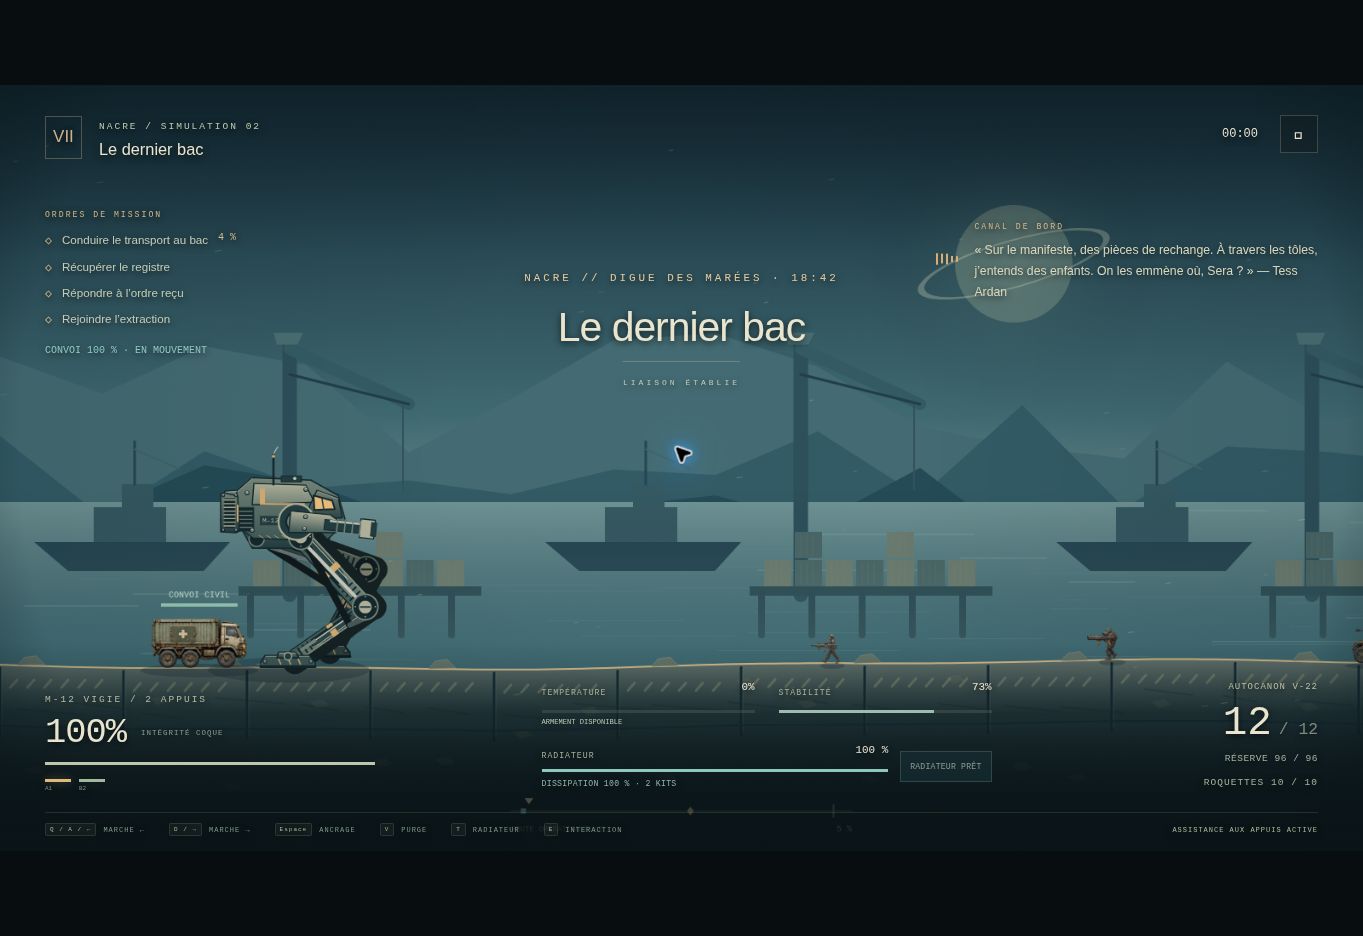 VII
NACRE / SIMULATION 02
Le dernier bac
00:00
ORDRES DE MISSION
Conduire le transport au bac 4 %
Récupérer le registre
Répondre à l'ordre reçu
Rejoindre l'extraction
CONVOI 100 % · EN MOUVEMENT
CANAL DE BORD
« Sur le manifeste, des pièces de rechange. À travers les tôles,
j'entends des enfants. On les emmène où, Sera ? » — Tess
Ardan
NACRE // DIGUE DES MARÉES · 18:42
Le dernier bac
LIAISON ÉTABLIE
M-12
CONVOI CIVIL
M-12 VIGIE / 2 APPUIS
100% INTÉGRITÉ COQUE
A1 B2
TEMPÉRATURE 0%
ARMEMENT DISPONIBLE
STABILITÉ 73%
RADIATEUR 100 %
DISSIPATION 100 % · 2 KITS
RADIATEUR PRÊT
AUTOCANON V-22
12 / 12
RÉSERVE 96 / 96
ROQUETTES 10 / 10
5 %
Q / A / ← MARCHE ← D / → MARCHE → Espace ANCRAGE V PURGE T RADIATEUR E INTERACTION
ASSISTANCE AUX APPUIS ACTIVE